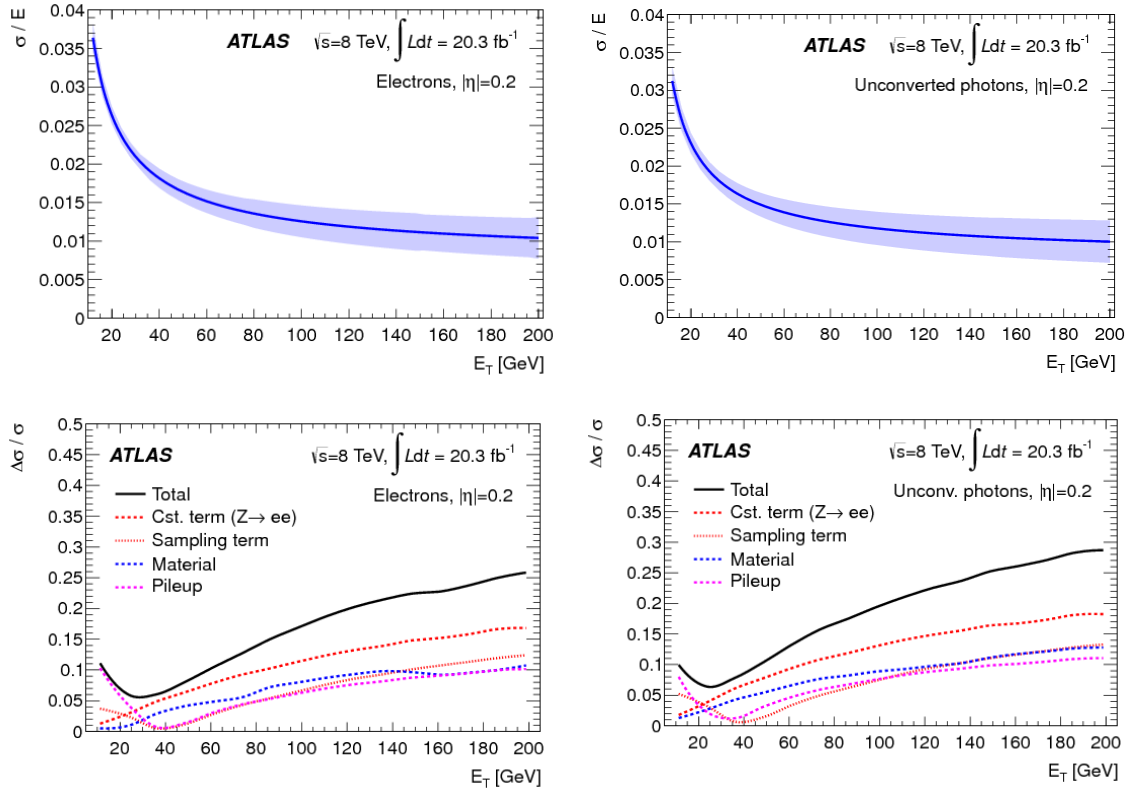 σ / E
0.04
0.035
0.03
0.025
0.02
0.015
0.01
0.005
0
ATLAS √s=8 TeV, ∫Ldt = 20.3 fb⁻¹
Electrons, |η|=0.2
20 40 60 80 100 120 140 160 180 200
E_T [GeV]
σ / E
0.04
0.035
0.03
0.025
0.02
0.015
0.01
0.005
0
ATLAS √s=8 TeV, ∫Ldt = 20.3 fb⁻¹
Unconverted photons, |η|=0.2
20 40 60 80 100 120 140 160 180 200
E_T [GeV]
Δσ / σ
0.5
0.45
0.4
0.35
0.3
0.25
0.2
0.15
0.1
0.05
0
ATLAS √s=8 TeV, ∫Ldt = 20.3 fb⁻¹
Electrons, |η|=0.2
Total
Cst. term (Z→ ee)
Sampling term
Material
Pileup
20 40 60 80 100 120 140 160 180 200
E_T [GeV]
Δσ / σ
0.5
0.45
0.4
0.35
0.3
0.25
0.2
0.15
0.1
0.05
0
ATLAS √s=8 TeV, ∫Ldt = 20.3 fb⁻¹
Unconv. photons, |η|=0.2
Total
Cst. term (Z→ ee)
Sampling term
Material
Pileup
20 40 60 80 100 120 140 160 180 200
E_T [GeV]